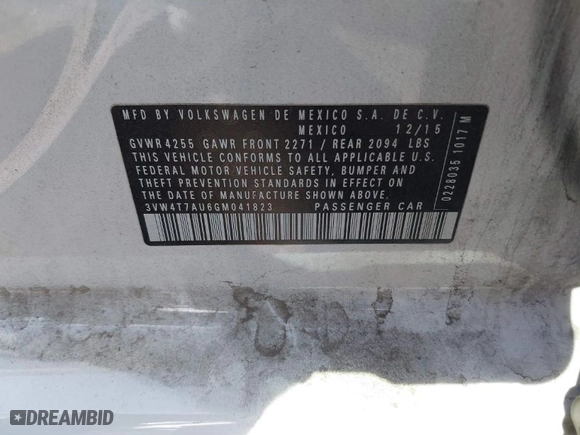 MFD BY VOLKSWAGEN DE MEXICO S.A. DE C.V.
MEXICO 12/15
GVWR 4255 GAWR FRONT 2271 / REAR 2094 LBS
THIS VEHICLE CONFORMS TO ALL APPLICABLE U.S.
FEDERAL MOTOR VEHICLE SAFETY, BUMPER AND
THEFT PREVENTION STANDARDS IN EFFECT ON THE
DATE OF MANUFACTURE SHOWN ABOVE.
3VW4T7AU6GM041823 PASSENGER CAR
0228035 1017 M
DREAMBID